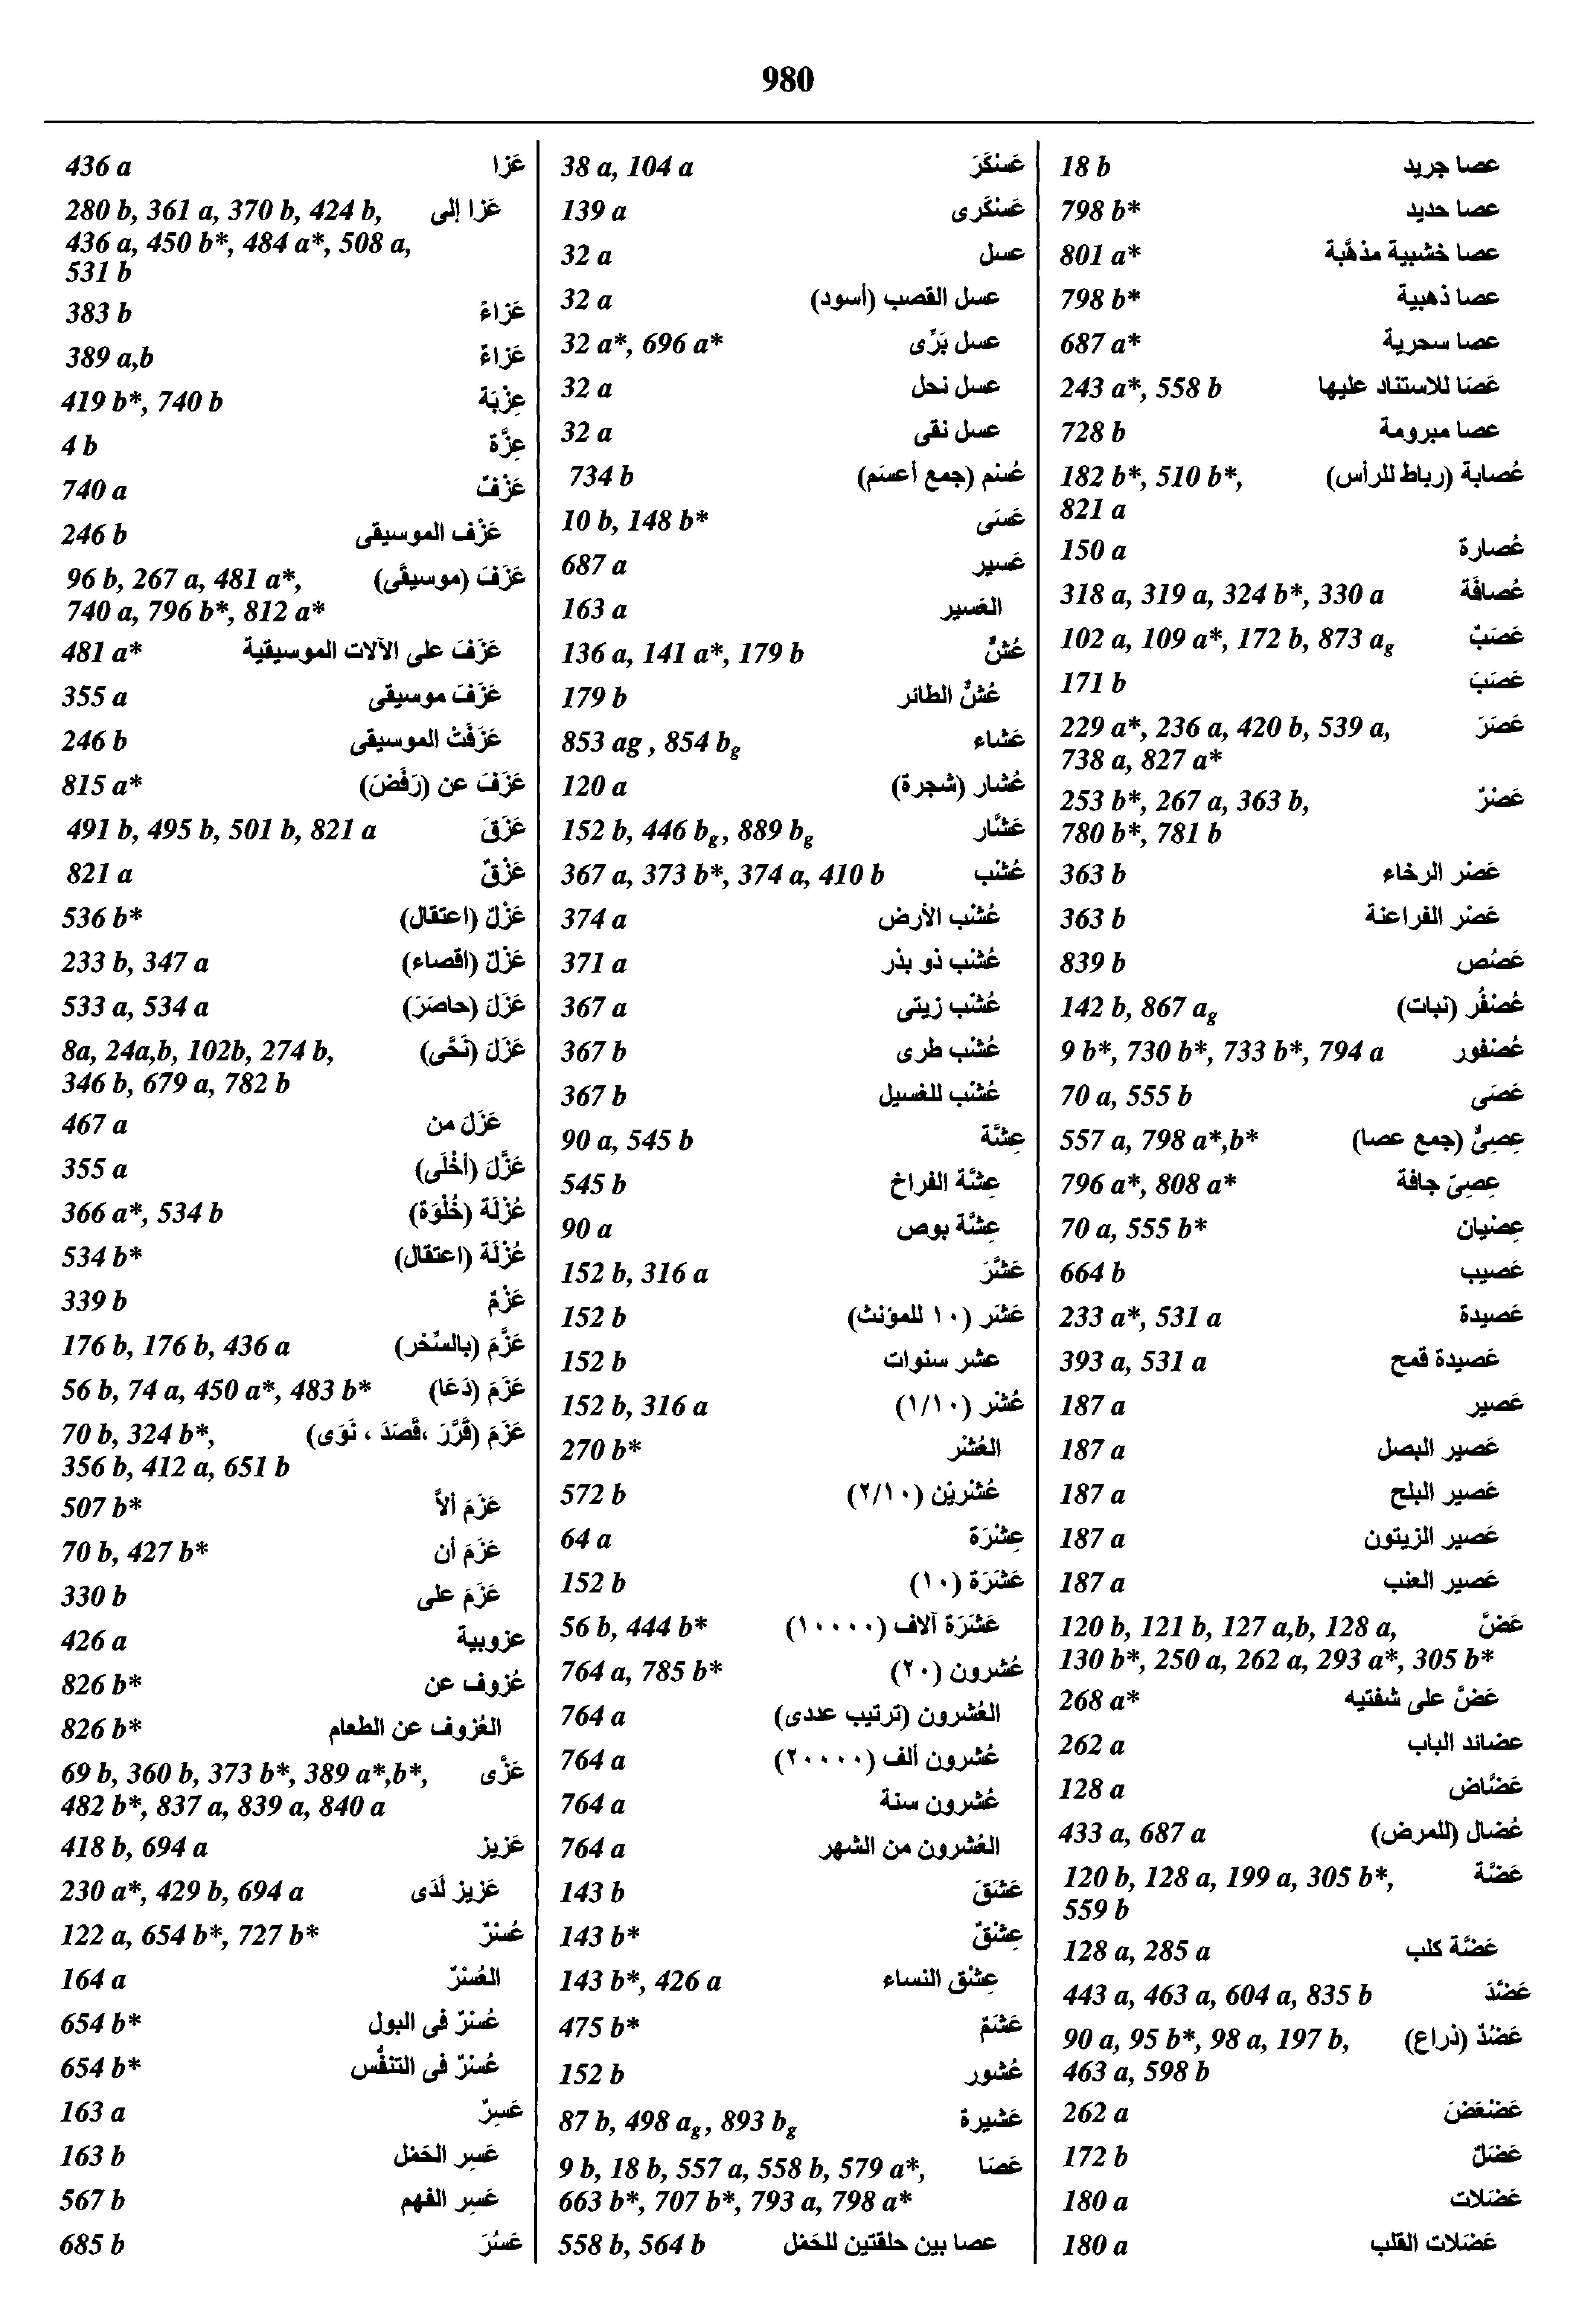 980
عَزا 436 a
عَزا إلى 280 b, 361 a, 370 b, 424 b,
436 a, 450 b*, 484 a*, 508 a,
531 b
عَزاءُ 383 b
عَزاءٌ 389 a,b
عِزْبَة 419 b*, 740 b
عِزَّة 4 b
عَزْفٌ 740 a
عَزْف الموسيقى 246 b
عَزَفَ (موسيقَى) 96 b, 267 a, 481 a*,
740 a, 796 b*, 812 a*
عَزَفَ على الآلات الموسيقية 481 a*
عَزَفَ موسيقى 355 a
عَزَفَتْ الموسيقى 246 b
عَزَفَ عن (رَفَضَ) 815 a*
عَزَقَ 491 b, 495 b, 501 b, 821 a
عَزْقٌ 821 a
عَزْلٌ (اعتقال) 536 b*
عَزْلٌ (اقصاء) 233 b, 347 a
عَزَلَ (حاصَرَ) 533 a, 534 a
عَزَلَ (نَحَّى) 8a, 24a,b, 102b, 274 b,
346 b, 679 a, 782 b
عَزَلَ من 467 a
عَزَّلَ (أخْلَى) 355 a
عُزْلَة (خُلْوَة) 366 a*, 534 b
عُزْلَة (اعتقال) 534 b*
عَزْمٌ 339 b
عَزَّمَ (بالسِّحْر) 176 b, 176 b, 436 a
عَزَمَ (دَعَا) 56 b, 74 a, 450 a*, 483 b*
عَزَمَ (قَرَّرَ ،قَصَدَ ، نَوَى) 70 b, 324 b*,
356 b, 412 a, 651 b
عَزَمَ ألاَّ 507 b*
عَزَمَ أن 70 b, 427 b*
عَزَمَ على 330 b
عزوبية 426 a
عُزوف عن 826 b*
العُزوف عن الطعام 826 b*
عَزَّى 69 b, 360 b, 373 b*, 389 a*,b*,
482 b*, 837 a, 839 a, 840 a
عَزيز 418 b, 694 a
عَزيز لَدَى 230 a*, 429 b, 694 a
عُسْرٌ 122 a, 654 b*, 727 b*
العُسْرٌ 164 a
عُسْرٌ فى البول 654 b*
عُسْرٌ فى التنفُّس 654 b*
عَسِرٌ 163 a
عَسِر الحَمْل 163 b
عَسِر الفهم 567 b
عَسُرَ 685 b
عَسْكَرَ 38 a, 104 a
عَسْكَرى 139 a
عسل 32 a
عسل القصب (أسود) 32 a
عسل بَرِّى 32 a*, 696 a*
عسل نحل 32 a
عسل نقى 32 a
عُسْم (جمع أعسَم) 734 b
عَسَى 10 b, 148 b*
عَسير 687 a
العَسير 163 a
عُشٌّ 136 a, 141 a*, 179 b
عُشُّ الطائر 179 b
عَشاء 853 ag , 854 bg
عُشار (شجرة) 120 a
عَشَّار 152 b, 446 bg, 889 bg
عُشْب 367 a, 373 b*, 374 a, 410 b
عُشْب الأرض 374 a
عُشْب ذو بذر 371 a
عُشْب زيتى 367 a
عُشْب طرى 367 b
عُشْب للغسيل 367 b
عِشَّة 90 a, 545 b
عِشَّة الفراخ 545 b
عِشَّة بوص 90 a
عَشَّرَ 152 b, 316 a
عَشَر (١٠ للمؤنث) 152 b
عشر سنوات 152 b
عُشْر (١/١٠) 152 b, 316 a
العُشْر 270 b*
عُشْرِيْن (٢/١٠) 572 b
عِشْرَة 64 a
عَشَرَة (١٠) 152 b
عَشَرَة آلاف (١٠٠٠٠) 56 b, 444 b*
عُشرون (٢٠) 764 a, 785 b*
العُشرون (ترتيب عددى) 764 a
عُشرون ألف (٢٠٠٠٠) 764 a
عُشرون سنة 764 a
العُشرون من الشهر 764 a
عَشَقَ 143 b
عِشْقٌ 143 b*
عِشْق النساء 143 b*, 426 a
عَشَمٌ 475 b*
عُشور 152 b
عَشيرة 87 b, 498 ag, 893 bg
عَصَا 9 b, 18 b, 557 a, 558 b, 579 a*,
663 b*, 707 b*, 793 a, 798 a*
عصا بين حلقتين للحَمْل 558 b, 564 b
عصا جريد 18 b
عصا حديد 798 b*
عصا خشبية مذهَّبة 801 a*
عصا ذهبية 798 b*
عصا سحرية 687 a*
عَصَا للاستناد عليها 243 a*, 558 b
عصا مبرومة 728 b
عُصابة (رباط للرأس) 182 b*, 510 b*,
821 a
عُصارة 150 a
عُصافَة 318 a, 319 a, 324 b*, 330 a
عَصَبٌ 102 a, 109 a*, 172 b, 873 ag
عَصَبَ 171 b
عَصَرَ 229 a*, 236 a, 420 b, 539 a,
738 a, 827 a*
عَصْرٌ 253 b*, 267 a, 363 b,
780 b*, 781 b
عَصْر الرخاء 363 b
عَصْر الفراعنة 363 b
عَصُص 839 b
عُصْفُر (نبات) 142 b, 867 ag
عُصْفور 9 b*, 730 b*, 733 b*, 794 a
عَصَى 70 a, 555 b
عِصِىٌّ (جمع عصا) 557 a, 798 a*,b*
عِصِىّ جافة 796 a*, 808 a*
عِصْيان 70 a, 555 b*
عَصيب 664 b
عَصيدة 233 a*, 531 a
عَصيدة قمح 393 a, 531 a
عَصير 187 a
عَصير البصل 187 a
عَصير البلح 187 a
عَصير الزيتون 187 a
عَصير العنب 187 a
عَضَّ 120 b, 121 b, 127 a,b, 128 a,
130 b*, 250 a, 262 a, 293 a*, 305 b*
عَضَّ على شفتيه 268 a*
عضائد الباب 262 a
عَضَّاض 128 a
عُضال (للمرض) 433 a, 687 a
عَضَّة 120 b, 128 a, 199 a, 305 b*,
559 b
عَضَّة كلب 128 a, 285 a
عَضَّدَ 443 a, 463 a, 604 a, 835 b
عَضُدٌ (ذراع) 90 a, 95 b*, 98 a, 197 b,
463 a, 598 b
عَضْعَضَ 262 a
عَضَلٌ 172 b
عَضَلات 180 a
عَضَلات القلب 180 a